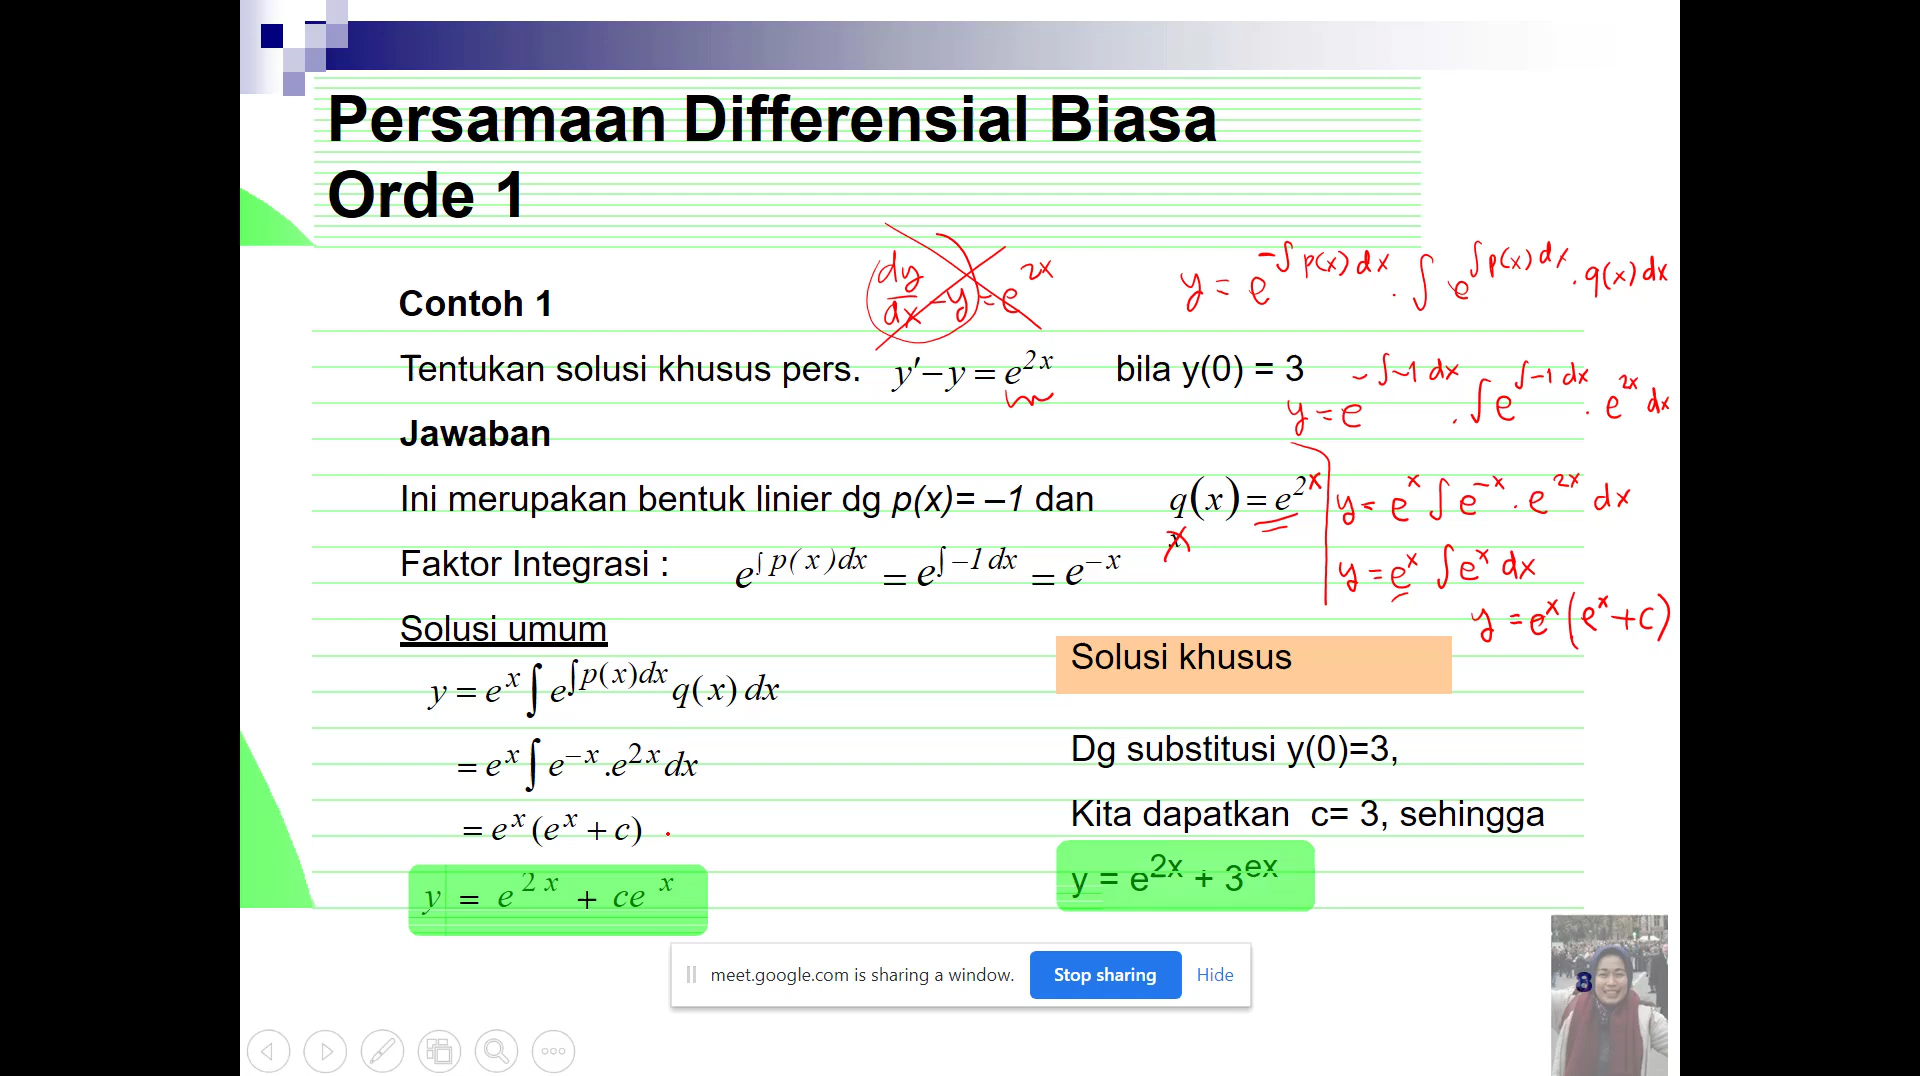 Persamaan Differensial Biasa
Orde 1
dy/dx − y = e^2x
y = e^−∫p(x)dx . ∫ e^∫p(x)dx . q(x) dx
Contoh 1
Tentukan solusi khusus pers. y' − y = e^2x bila y(0) = 3
y = e^−∫−1 dx . ∫ e^∫−1 dx . e^2x dx
Jawaban
Ini merupakan bentuk linier dg p(x)= –1 dan q(x) = e^2x
x
y = e^x ∫ e^−x . e^2x dx
Faktor Integrasi : e^∫p(x)dx = e^∫−1dx = e^−x
y = e^x ∫ e^x dx
y = e^x (e^x + c)
Solusi umum
y = e^x ∫ e^∫p(x)dx q(x) dx
= e^x ∫ e^−x .e^2x dx
= e^x (e^x + c)
y = e^2x + ce^x
Solusi khusus
Dg substitusi y(0)=3,
Kita dapatkan c= 3, sehingga
y = e^2x + 3^ex
meet.google.com is sharing a window. Stop sharing Hide
8